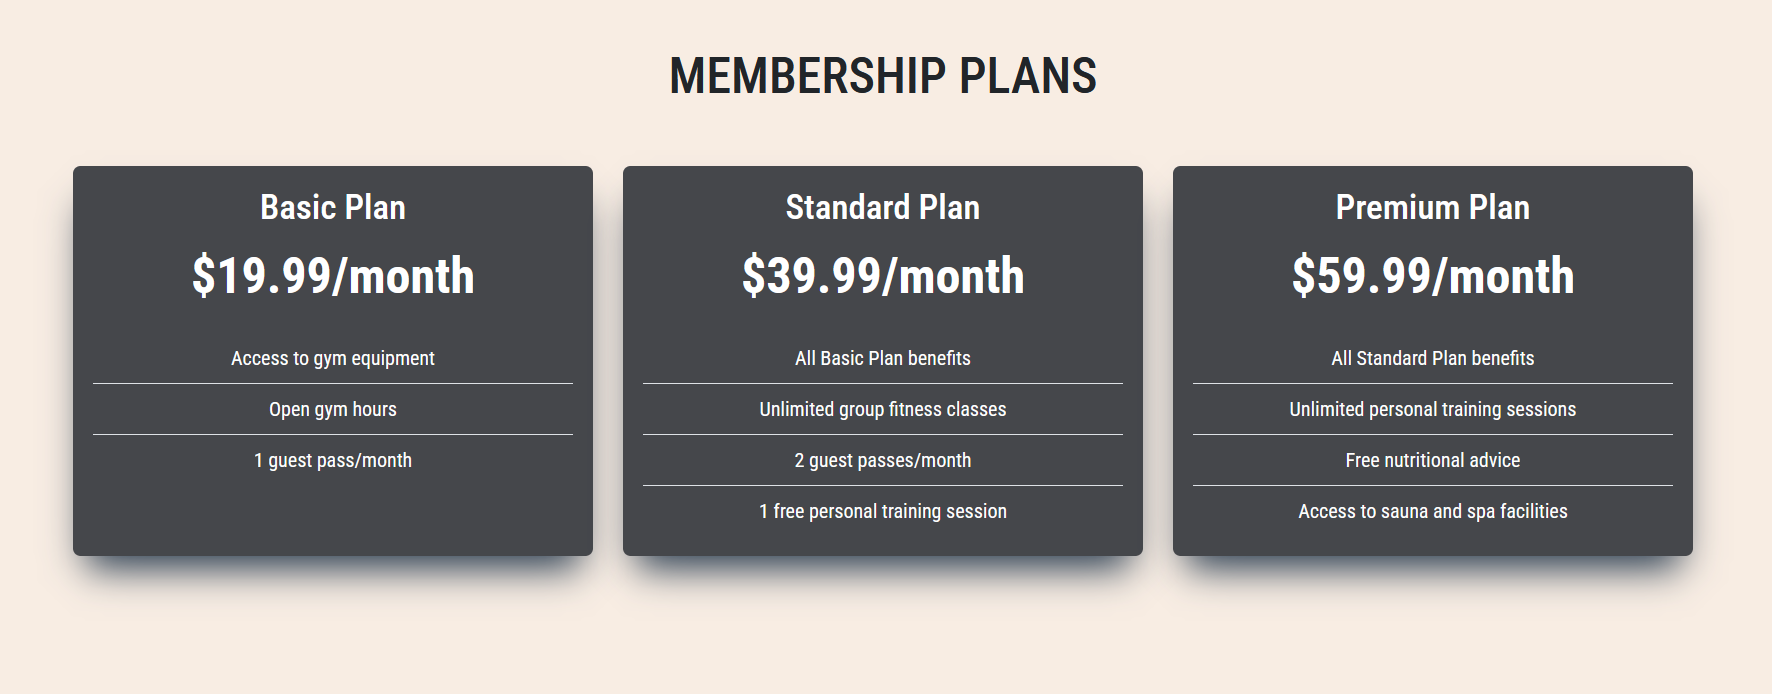 MEMBERSHIP PLANS
Basic Plan
$19.99/month
Access to gym equipment
Open gym hours
1 guest pass/month
Standard Plan
$39.99/month
All Basic Plan benefits
Unlimited group fitness classes
2 guest passes/month
1 free personal training session
Premium Plan
$59.99/month
All Standard Plan benefits
Unlimited personal training sessions
Free nutritional advice
Access to sauna and spa facilities